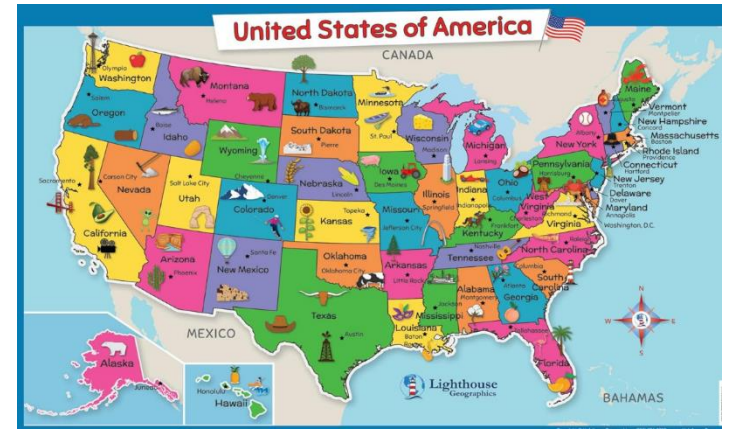 United States of America
CANADA
Olympia
Washington
Montana
Helena
North Dakota
Bismarck
Minnesota
St. Paul
Maine
Augusta
Vermont
Montpelier
New Hampshire
Concord
Massachusetts
Boston
Rhode Island
Providence
Connecticut
Hartford
New Jersey
Trenton
Delaware
Dover
Maryland
Annapolis
Washington, D.C.
Salem
Oregon
Boise
Idaho
Wyoming
Cheyenne
South Dakota
Pierre
Wisconsin
Madison
Michigan
Lansing
Albany
New York
Pennsylvania
Harrisburg
Sacramento
California
Carson City
Nevada
Salt Lake City
Utah
Denver
Colorado
Nebraska
Lincoln
Iowa
Des Moines
Illinois
Springfield
Indiana
Indianapolis
Ohio
Columbus
West
Virginia
Charleston
Richmond
Virginia
Topeka
Kansas
Missouri
Jefferson City
Frankfort
Kentucky
Raleigh
North Carolina
Arizona
Phoenix
Santa Fe
New Mexico
Oklahoma
Oklahoma City
Arkansas
Little Rock
Nashville
Tennessee
Columbia
South
Carolina
Texas
Austin
Jackson
Mississippi
Alabama
Montgomery
Atlanta
Georgia
Louisiana
Baton
Rouge
Tallahassee
Florida
MEXICO
Alaska
Juneau
Honolulu
Hawaii
Lighthouse
Geographics
N
W
E
S
BAHAMAS